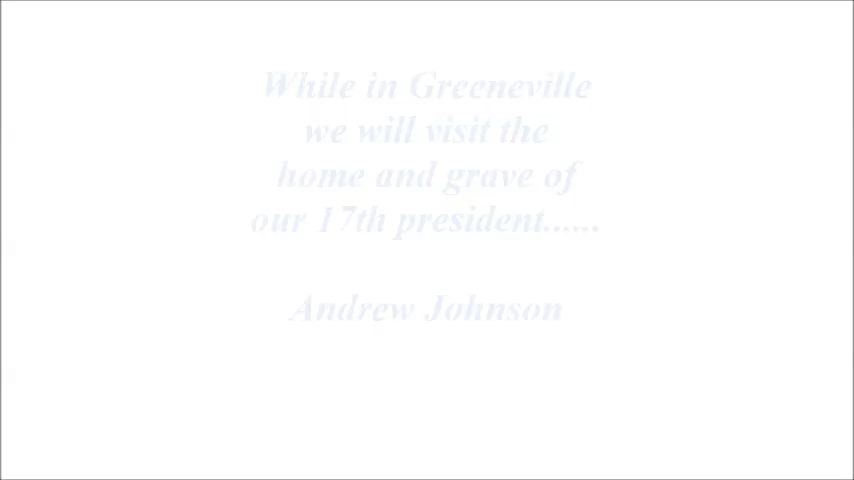 While in Greeneville
we will visit the
home and grave of
our 17th president......
Andrew Johnson